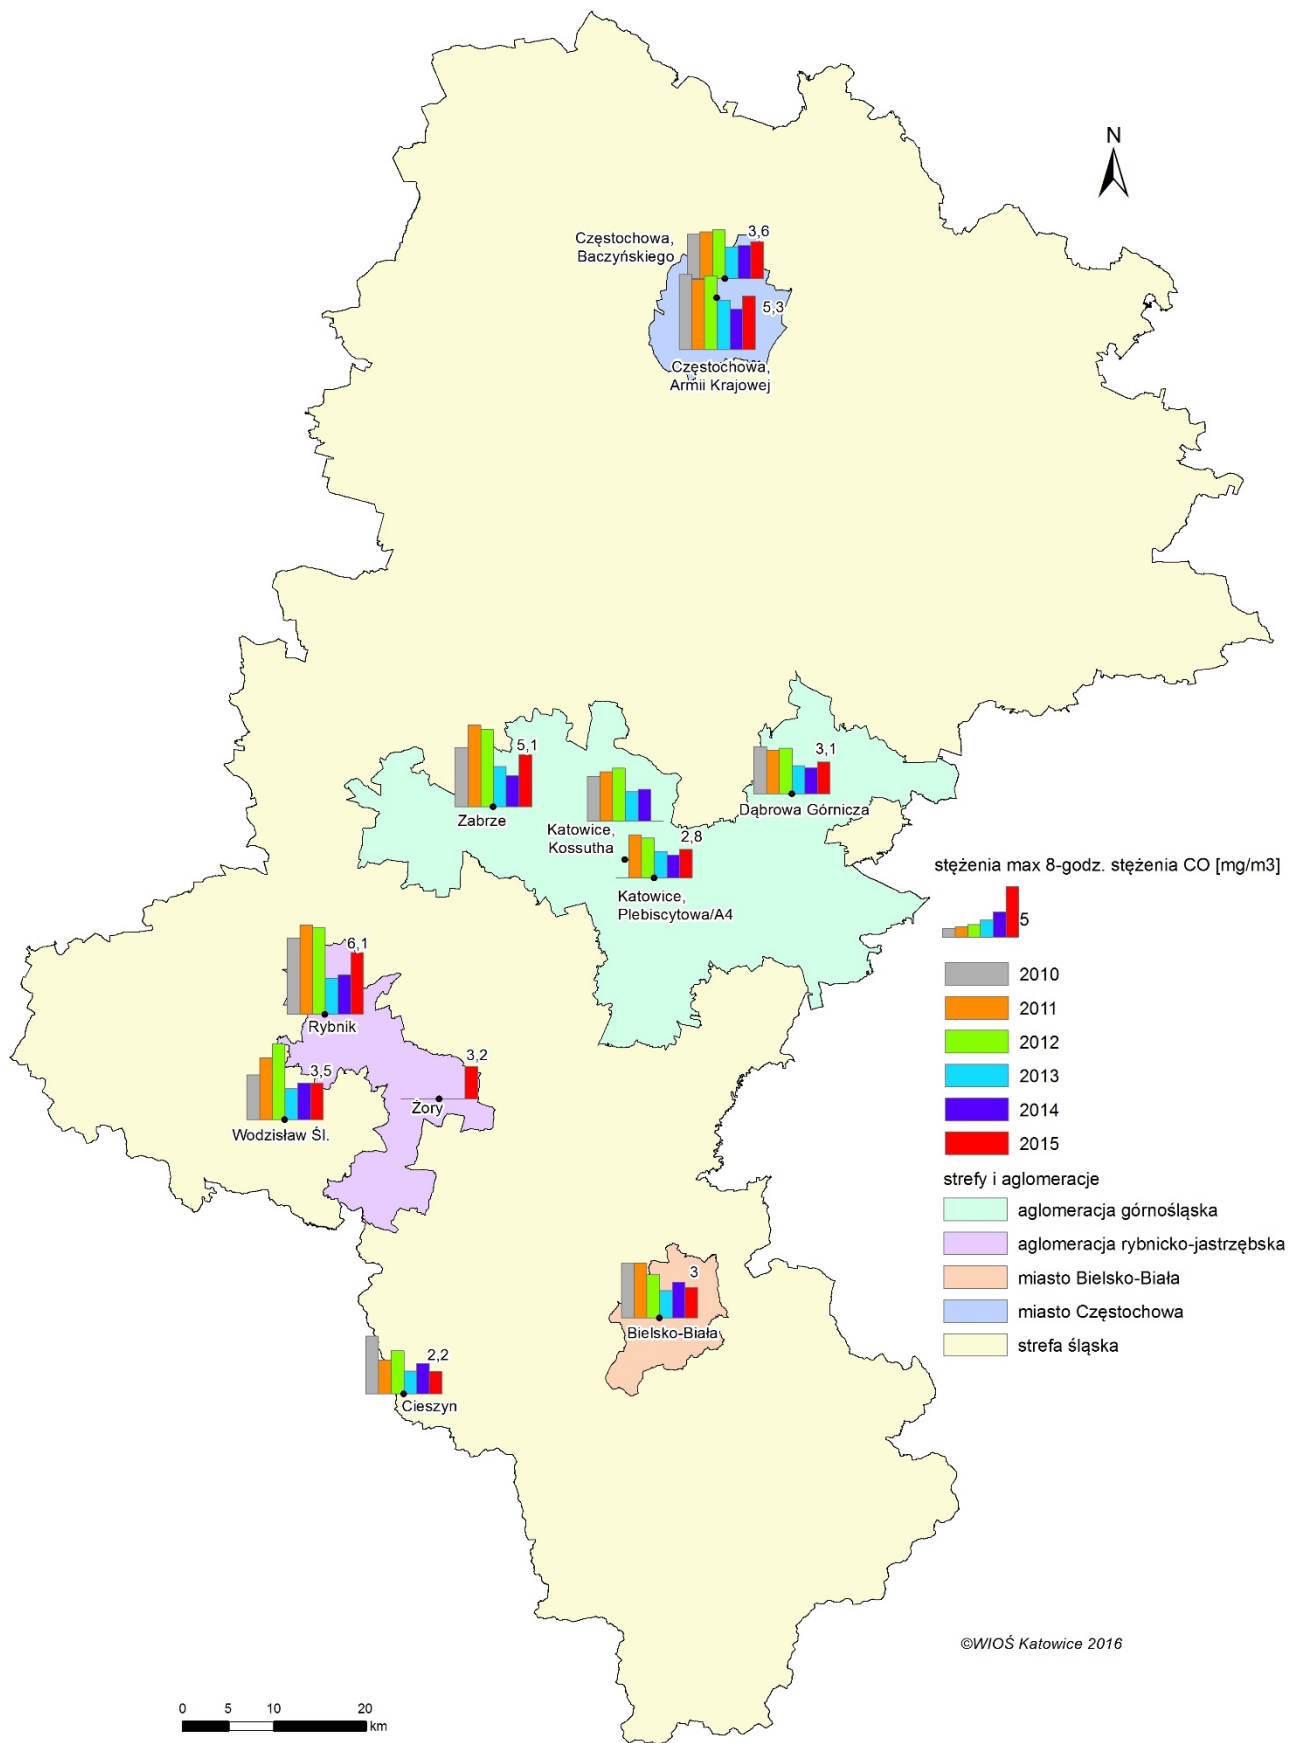 N
3,6
Częstochowa,
Baczyńskiego
5,3
Częstochowa,
Armii Krajowej
5,1
Zabrze
Katowice,
Kossutha
3,1
Dąbrowa Górnicza
2,8
Katowice,
Plebiscytowa/A4
stężenia max 8-godz. stężenia CO [mg/m3]
5
2010
2011
2012
2013
2014
2015
strefy i aglomeracje
aglomeracja górnośląska
aglomeracja rybnicko-jastrzębska
miasto Bielsko-Biała
miasto Częstochowa
strefa śląska
6,1
Rybnik
3,2
Żory
3,5
Wodzisław Śl.
3
Bielsko-Biała
2,2
Cieszyn
©WIOŚ Katowice 2016
0 5 10 20
km